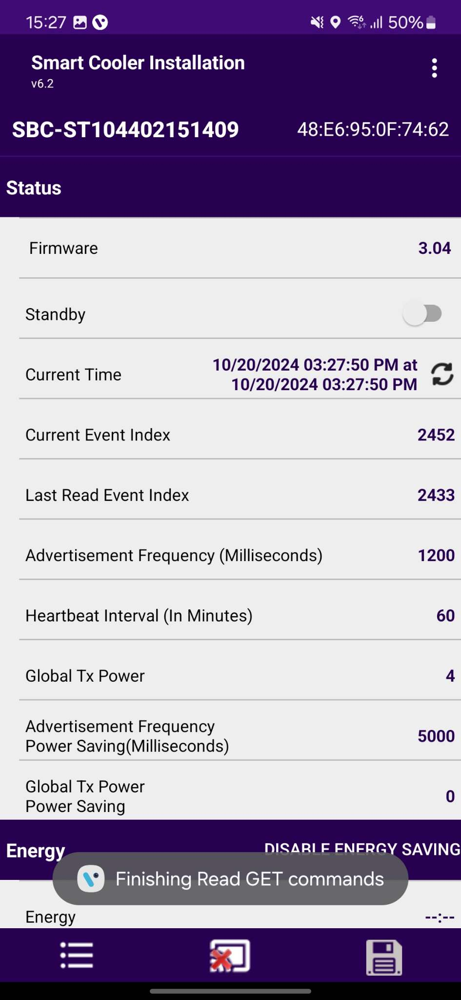 15:27
50%
Smart Cooler Installation
v6.2
SBC-ST104402151409 48:E6:95:0F:74:62
Status
Firmware 3.04
Standby
Current Time 10/20/2024 03:27:50 PM at
10/20/2024 03:27:50 PM
Current Event Index 2452
Last Read Event Index 2433
Advertisement Frequency (Milliseconds) 1200
Heartbeat Interval (In Minutes) 60
Global Tx Power 4
Advertisement Frequency
Power Saving(Milliseconds) 5000
Global Tx Power
Power Saving 0
Energy DISABLE ENERGY SAVING
Finishing Read GET commands
Energy --:--